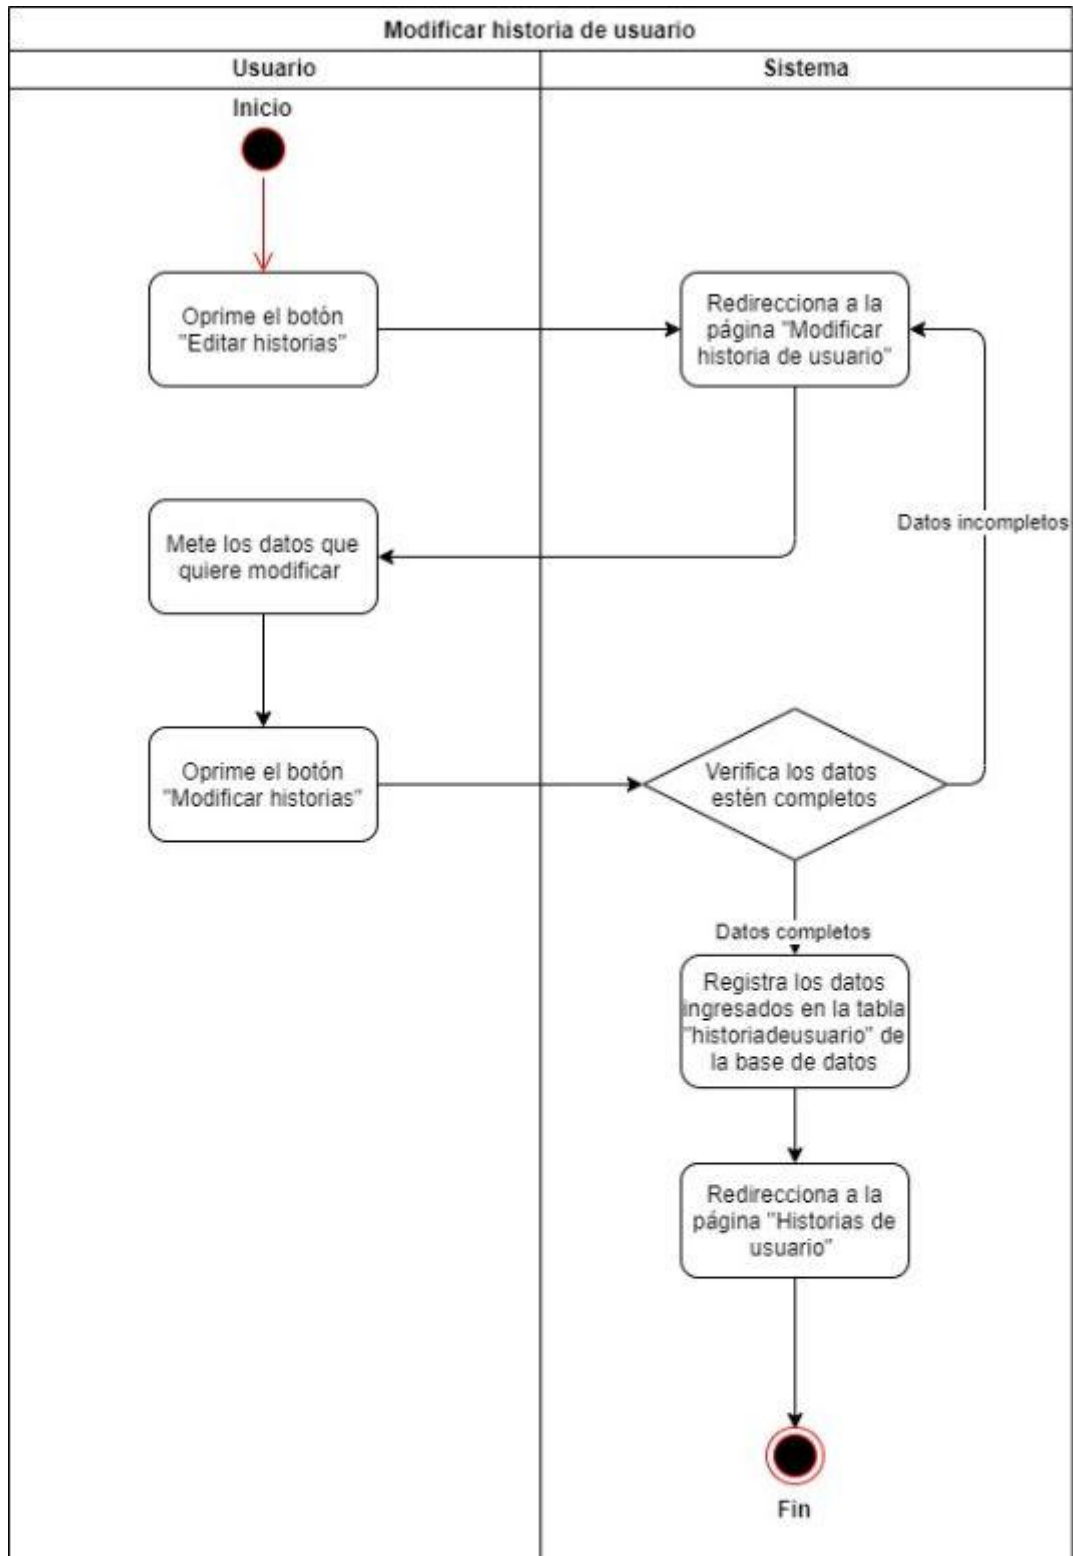 Modificar historia de usuario
Usuario
Sistema
Inicio
Oprime el botón
"Editar historias"
Redirecciona a la
página "Modificar
historia de usuario"
Mete los datos que
quiere modificar
Datos incompletos
Oprime el botón
"Modificar historias"
Verifica los datos
estén completos
Datos completos
Registra los datos
ingresados en la tabla
"historiadeusuario" de
la base de datos
Redirecciona a la
página "Historias de
usuario"
Fin